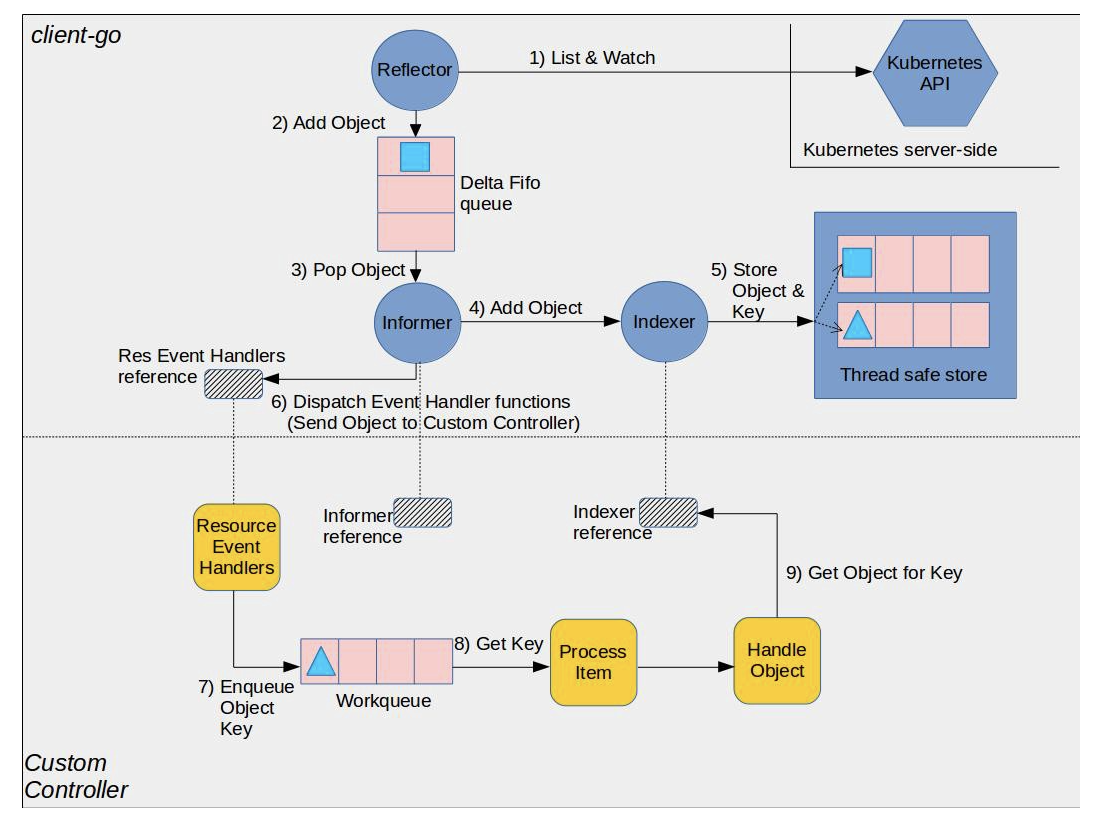 client-go
Reflector
1) List & Watch
Kubernetes
API
2) Add Object
Kubernetes server-side
Delta Fifo
queue
3) Pop Object
5) Store
Object &
Key
4) Add Object
Informer
Indexer
Res Event Handlers
reference
Thread safe store
6) Dispatch Event Handler functions
(Send Object to Custom Controller)
Resource
Event
Handlers
Informer
reference
Indexer
reference
9) Get Object for Key
8) Get Key
Process
Item
Handle
Object
7) Enqueue
Object
Key
Workqueue
Custom
Controller